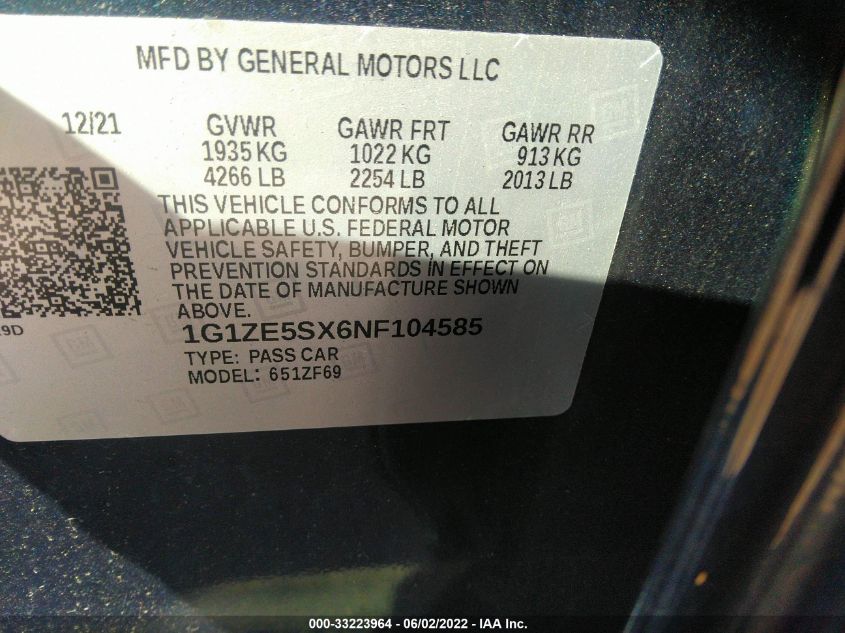 MFD BY GENERAL MOTORS LLC
12/21 GVWR GAWR FRT GAWR RR
1935 KG 1022 KG 913 KG
4266 LB 2254 LB 2013 LB
THIS VEHICLE CONFORMS TO ALL
APPLICABLE U.S. FEDERAL MOTOR
VEHICLE SAFETY, BUMPER, AND THEFT
PREVENTION STANDARDS IN EFFECT ON
THE DATE OF MANUFACTURE SHOWN
ABOVE.
9D
1G1ZE5SX6NF104585
TYPE: PASS CAR
MODEL: 651ZF69
000-33223964 - 06/02/2022 - IAA Inc.